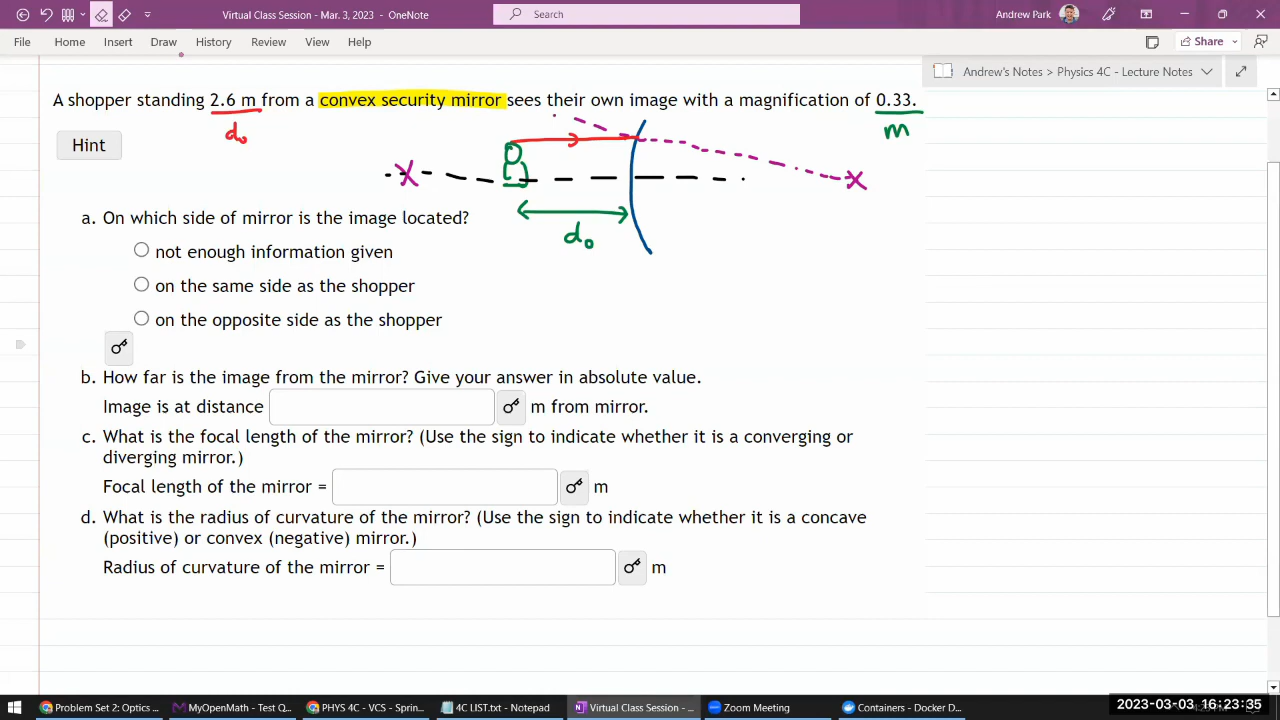 Virtual Class Session - Mar. 3, 2023 - OneNote
Search
Andrew Park
File Home Insert Draw History Review View Help
Share
Andrew's Notes > Physics 4C - Lecture Notes
A shopper standing 2.6 m from a convex security mirror sees their own image with a magnification of 0.33.
d₀
m
Hint
d₀
a. On which side of mirror is the image located?
not enough information given
on the same side as the shopper
on the opposite side as the shopper
b. How far is the image from the mirror? Give your answer in absolute value.
Image is at distance m from mirror.
c. What is the focal length of the mirror? (Use the sign to indicate whether it is a converging or
diverging mirror.)
Focal length of the mirror = m
d. What is the radius of curvature of the mirror? (Use the sign to indicate whether it is a concave
(positive) or convex (negative) mirror.)
Radius of curvature of the mirror = m
Problem Set 2: Optics ... MyOpenMath - Test Q... PHYS 4C - VCS - Sprin... 4C LIST.txt - Notepad Virtual Class Session - ... Zoom Meeting Containers - Docker D...
2023-03-03 16:23:35